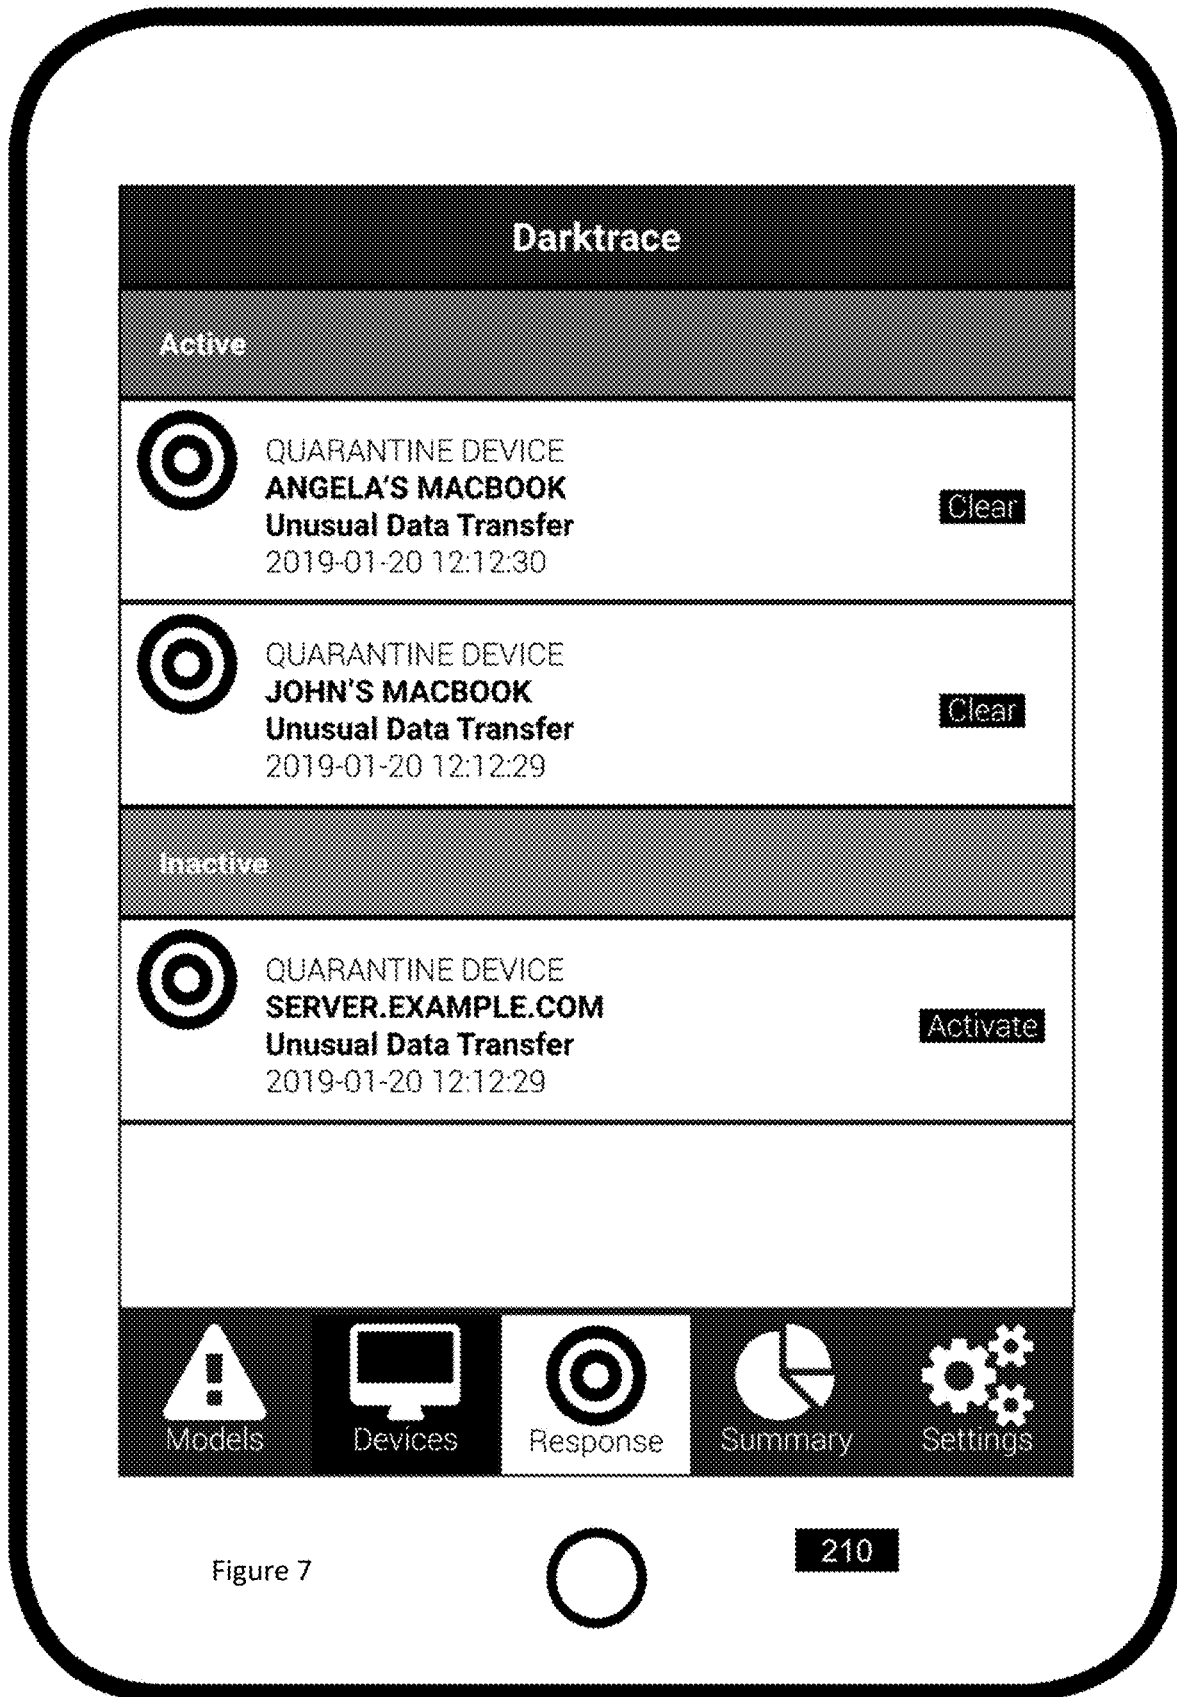 Darktrace
Active
QUARANTINE DEVICE
ANGELA'S MACBOOK
Unusual Data Transfer
2019-01-20 12:12:30
Clear
QUARANTINE DEVICE
JOHN'S MACBOOK
Unusual Data Transfer
2019-01-20 12:12:29
Clear
Inactive
QUARANTINE DEVICE
SERVER.EXAMPLE.COM
Unusual Data Transfer
2019-01-20 12:12:29
Activate
Models Devices Response Summary Settings
Figure 7
210